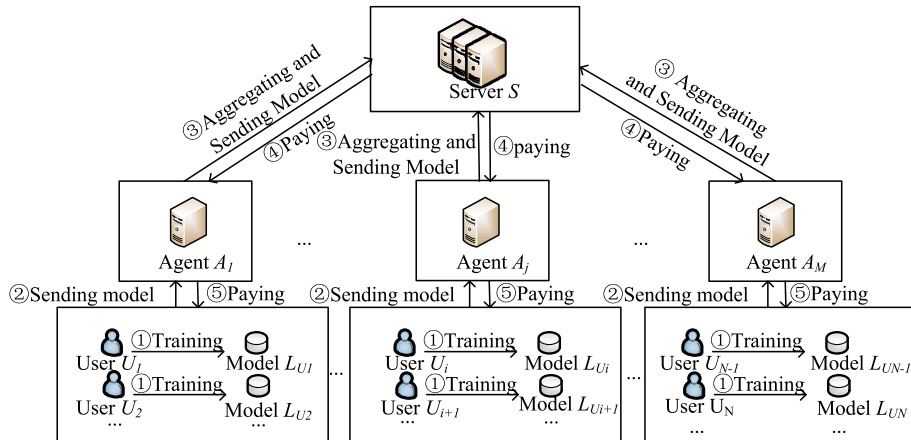 Server S
③Aggregating and
Sending Model
④Paying
③Aggregating and
Sending Model
④paying
③ Aggregating
and Sending Model
④Paying
Agent A1
...
Agent Aj
...
Agent AM
②Sending model
⑤Paying
②Sending model
⑤Paying
②Sending model
⑤Paying
①Training
User U1
Model LU1
①Training
User U2
Model LU2
...
...
...
①Training
User Ui
Model LUi
①Training
User Ui+1
Model LUi+1
...
...
...
①Training
User UN-1
Model LUN-1
①Training
User UN
Model LUN
...
...